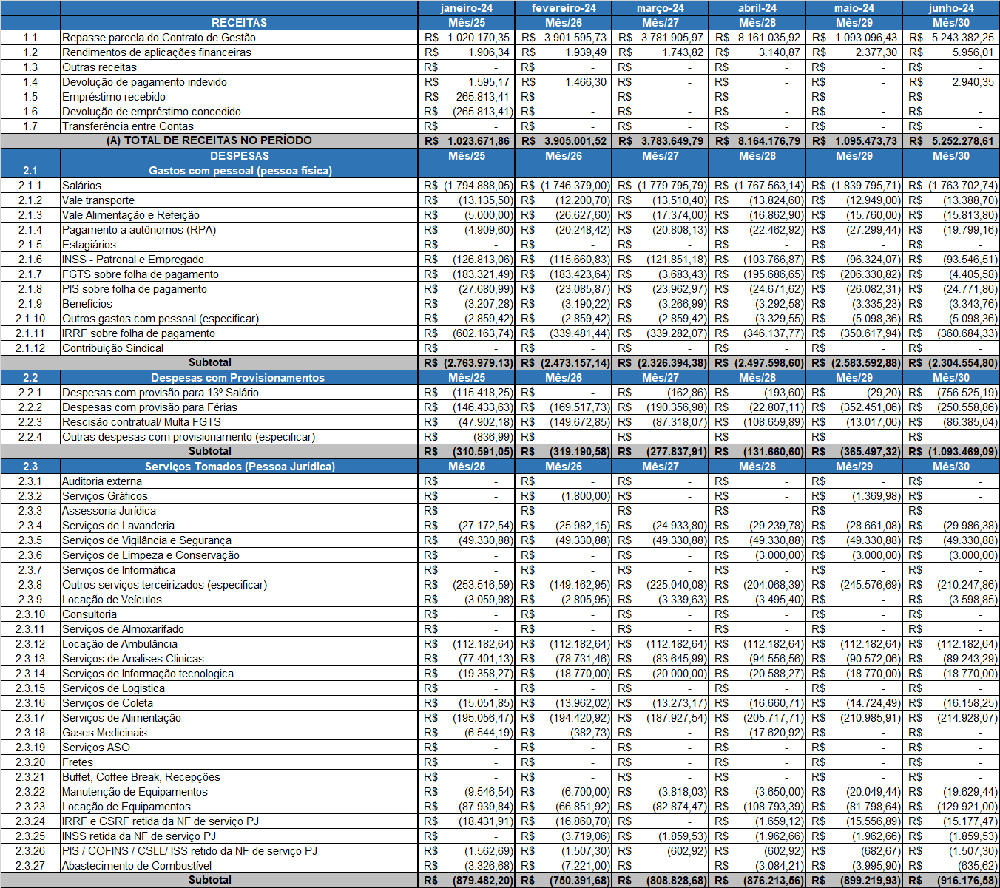 janeiro-24 fevereiro-24 março-24 abril-24 maio-24 junho-24
RECEITAS Mês/25 Mês/26 Mês/27 Mês/28 Mês/29 Mês/30
1.1 Repasse parcela do Contrato de Gestão R$ 1.020.170,35 R$ 3.901.595,73 R$ 3.781.905,97 R$ 8.161.035,92 R$ 1.093.096,43 R$ 5.243.382,25
1.2 Rendimentos de aplicações financeiras R$ 1.906,34 R$ 1.939,49 R$ 1.743,82 R$ 3.140,87 R$ 2.377,30 R$ 5.956,01
1.3 Outras receitas R$ - R$ - R$ - R$ - R$ - R$ -
1.4 Devolução de pagamento indevido R$ 1.595,17 R$ 1.466,30 R$ - R$ - R$ - R$ 2.940,35
1.5 Empréstimo recebido R$ 265.813,41 R$ - R$ - R$ - R$ - R$ -
1.6 Devolução de empréstimo concedido R$ (265.813,41) R$ - R$ - R$ - R$ - R$ -
1.7 Transferência entre Contas R$ - R$ - R$ - R$ - R$ - R$ -
(A) TOTAL DE RECEITAS NO PERÍODO R$ 1.023.671,86 R$ 3.905.001,52 R$ 3.783.649,79 R$ 8.164.176,79 R$ 1.095.473,73 R$ 5.252.278,61
DESPESAS Mês/25 Mês/26 Mês/27 Mês/28 Mês/29 Mês/30
2.1 Gastos com pessoal (pessoa física)
2.1.1 Salários R$ (1.794.888,05) R$ (1.746.379,00) R$ (1.779.795,79) R$ (1.767.563,14) R$ (1.839.795,71) R$ (1.763.702,74)
2.1.2 Vale transporte R$ (13.135,50) R$ (12.200,70) R$ (13.510,40) R$ (13.824,60) R$ (12.949,00) R$ (13.388,70)
2.1.3 Vale Alimentação e Refeição R$ (5.000,00) R$ (26.627,60) R$ (17.374,00) R$ (16.862,90) R$ (15.760,00) R$ (15.813,80)
2.1.4 Pagamento a autônomos (RPA) R$ (4.909,60) R$ (20.248,42) R$ (20.808,13) R$ (22.462,92) R$ (27.299,44) R$ (19.799,16)
2.1.5 Estagiários R$ - R$ - R$ - R$ - R$ - R$ -
2.1.6 INSS - Patronal e Empregado R$ (126.813,06) R$ (115.660,83) R$ (121.851,18) R$ (103.766,87) R$ (96.324,07) R$ (93.546,51)
2.1.7 FGTS sobre folha de pagamento R$ (183.321,49) R$ (183.423,64) R$ (3.683,43) R$ (195.686,65) R$ (206.330,82) R$ (4.405,58)
2.1.8 PIS sobre folha de pagamento R$ (27.680,99) R$ (23.085,87) R$ (23.962,97) R$ (24.671,62) R$ (26.082,31) R$ (24.771,86)
2.1.9 Benefícios R$ (3.207,28) R$ (3.190,22) R$ (3.266,99) R$ (3.292,58) R$ (3.335,23) R$ (3.343,76)
2.1.10 Outros gastos com pessoal (especificar) R$ (2.859,42) R$ (2.859,42) R$ (2.859,42) R$ (3.329,55) R$ (5.098,36) R$ (5.098,36)
2.1.11 IRRF sobre folha de pagamento R$ (602.163,74) R$ (339.481,44) R$ (339.282,07) R$ (346.137,77) R$ (350.617,94) R$ (360.684,33)
2.1.12 Contribuição Sindical R$ - R$ - R$ - R$ - R$ - R$ -
Subtotal R$ (2.763.979,13) R$ (2.473.157,14) R$ (2.326.394,38) R$ (2.497.598,60) R$ (2.583.592,88) R$ (2.304.554,80)
2.2 Despesas com Provisionamentos Mês/25 Mês/26 Mês/27 Mês/28 Mês/29 Mês/30
2.2.1 Despesas com provisão para 13º Salário R$ (115.418,25) R$ - R$ (162,86) R$ (193,60) R$ (29,20) R$ (756.525,19)
2.2.2 Despesas com provisão para Férias R$ (146.433,63) R$ (169.517,73) R$ (190.356,98) R$ (22.807,11) R$ (352.451,06) R$ (250.558,86)
2.2.3 Rescisão contratual/ Multa FGTS R$ (47.902,18) R$ (149.672,85) R$ (87.318,07) R$ (108.659,89) R$ (13.017,06) R$ (86.385,04)
2.2.4 Outras despesas com provisionamento (especificar) R$ (836,99) R$ - R$ - R$ - R$ - R$ -
Subtotal R$ (310.591,05) R$ (319.190,58) R$ (277.837,91) R$ (131.660,60) R$ (365.497,32) R$ (1.093.469,09)
2.3 Serviços Tomados (Pessoa Jurídica) Mês/25 Mês/26 Mês/27 Mês/28 Mês/29 Mês/30
2.3.1 Auditoria externa R$ - R$ - R$ - R$ - R$ - R$ -
2.3.2 Serviços Gráficos R$ - R$ (1.800,00) R$ - R$ - R$ (1.369,98) R$ -
2.3.3 Assessoria Jurídica R$ - R$ - R$ - R$ - R$ - R$ -
2.3.4 Serviços de Lavanderia R$ (27.172,54) R$ (25.982,15) R$ (24.933,80) R$ (29.239,78) R$ (28.661,08) R$ (29.986,38)
2.3.5 Serviços de Vigilância e Segurança R$ (49.330,88) R$ (49.330,88) R$ (49.330,88) R$ (49.330,88) R$ (49.330,88) R$ (49.330,88)
2.3.6 Serviços de Limpeza e Conservação R$ - R$ - R$ - R$ (3.000,00) R$ (3.000,00) R$ (3.000,00)
2.3.7 Serviços de Informática R$ - R$ - R$ - R$ - R$ - R$ -
2.3.8 Outros serviços terceirizados (especificar) R$ (253.516,59) R$ (149.162,95) R$ (225.040,08) R$ (204.068,39) R$ (245.576,69) R$ (210.247,86)
2.3.9 Locação de Veículos R$ (3.059,98) R$ (2.805,95) R$ (3.339,63) R$ (3.495,40) R$ - R$ (3.598,85)
2.3.10 Consultoria R$ - R$ - R$ - R$ - R$ - R$ -
2.3.11 Serviços de Almoxarifado R$ - R$ - R$ - R$ - R$ - R$ -
2.3.12 Locação de Ambulância R$ (112.182,64) R$ (112.182,64) R$ (112.182,64) R$ (112.182,64) R$ (112.182,64) R$ (112.182,64)
2.3.13 Serviços de Analises Clinicas R$ (77.401,13) R$ (78.731,46) R$ (83.645,99) R$ (94.556,56) R$ (90.572,06) R$ (89.243,29)
2.3.14 Serviços de Informação tecnologica R$ (19.358,27) R$ (18.770,00) R$ (20.000,00) R$ (20.588,27) R$ (18.770,00) R$ (18.770,00)
2.3.15 Serviços de Logistica R$ - R$ - R$ - R$ - R$ - R$ -
2.3.16 Serviços de Coleta R$ (15.051,85) R$ (13.962,02) R$ (13.273,17) R$ (16.660,71) R$ (14.724,49) R$ (16.158,25)
2.3.17 Serviços de Alimentação R$ (195.056,47) R$ (194.420,92) R$ (187.927,54) R$ (205.717,71) R$ (210.985,91) R$ (214.928,07)
2.3.18 Gases Medicinais R$ (6.544,19) R$ (382,73) R$ - R$ (17.620,92) R$ - R$ -
2.3.19 Serviços ASO R$ - R$ - R$ - R$ - R$ - R$ -
2.3.20 Fretes R$ - R$ - R$ - R$ - R$ - R$ -
2.3.21 Buffet, Coffee Break, Recepções R$ - R$ - R$ - R$ - R$ - R$ -
2.3.22 Manutenção de Equipamentos R$ (9.546,54) R$ (6.700,00) R$ (3.818,03) R$ (3.650,00) R$ (20.049,44) R$ (19.629,44)
2.3.23 Locação de Equipamentos R$ (87.939,84) R$ (66.851,92) R$ (82.874,47) R$ (108.793,39) R$ (81.798,64) R$ (129.921,00)
2.3.24 IRRF e CSRF retida da NF de serviço PJ R$ (18.431,91) R$ (16.860,70) R$ - R$ (1.659,12) R$ (15.556,89) R$ (15.177,47)
2.3.25 INSS retida da NF de serviço PJ R$ - R$ (3.719,06) R$ (1.859,53) R$ (1.962,66) R$ (1.962,66) R$ (1.859,53)
2.3.26 PIS / COFINS / CSLL/ ISS retido da NF de serviço PJ R$ (1.562,69) R$ (1.507,30) R$ (602,92) R$ (602,92) R$ (682,67) R$ (1.507,30)
2.3.27 Abastecimento de Combustível R$ (3.326,68) R$ (7.221,00) R$ - R$ (3.084,21) R$ (3.995,90) R$ (635,62)
Subtotal R$ (879.482,20) R$ (750.391,68) R$ (808.828,68) R$ (876.213,56) R$ (899.219,93) R$ (916.176,58)